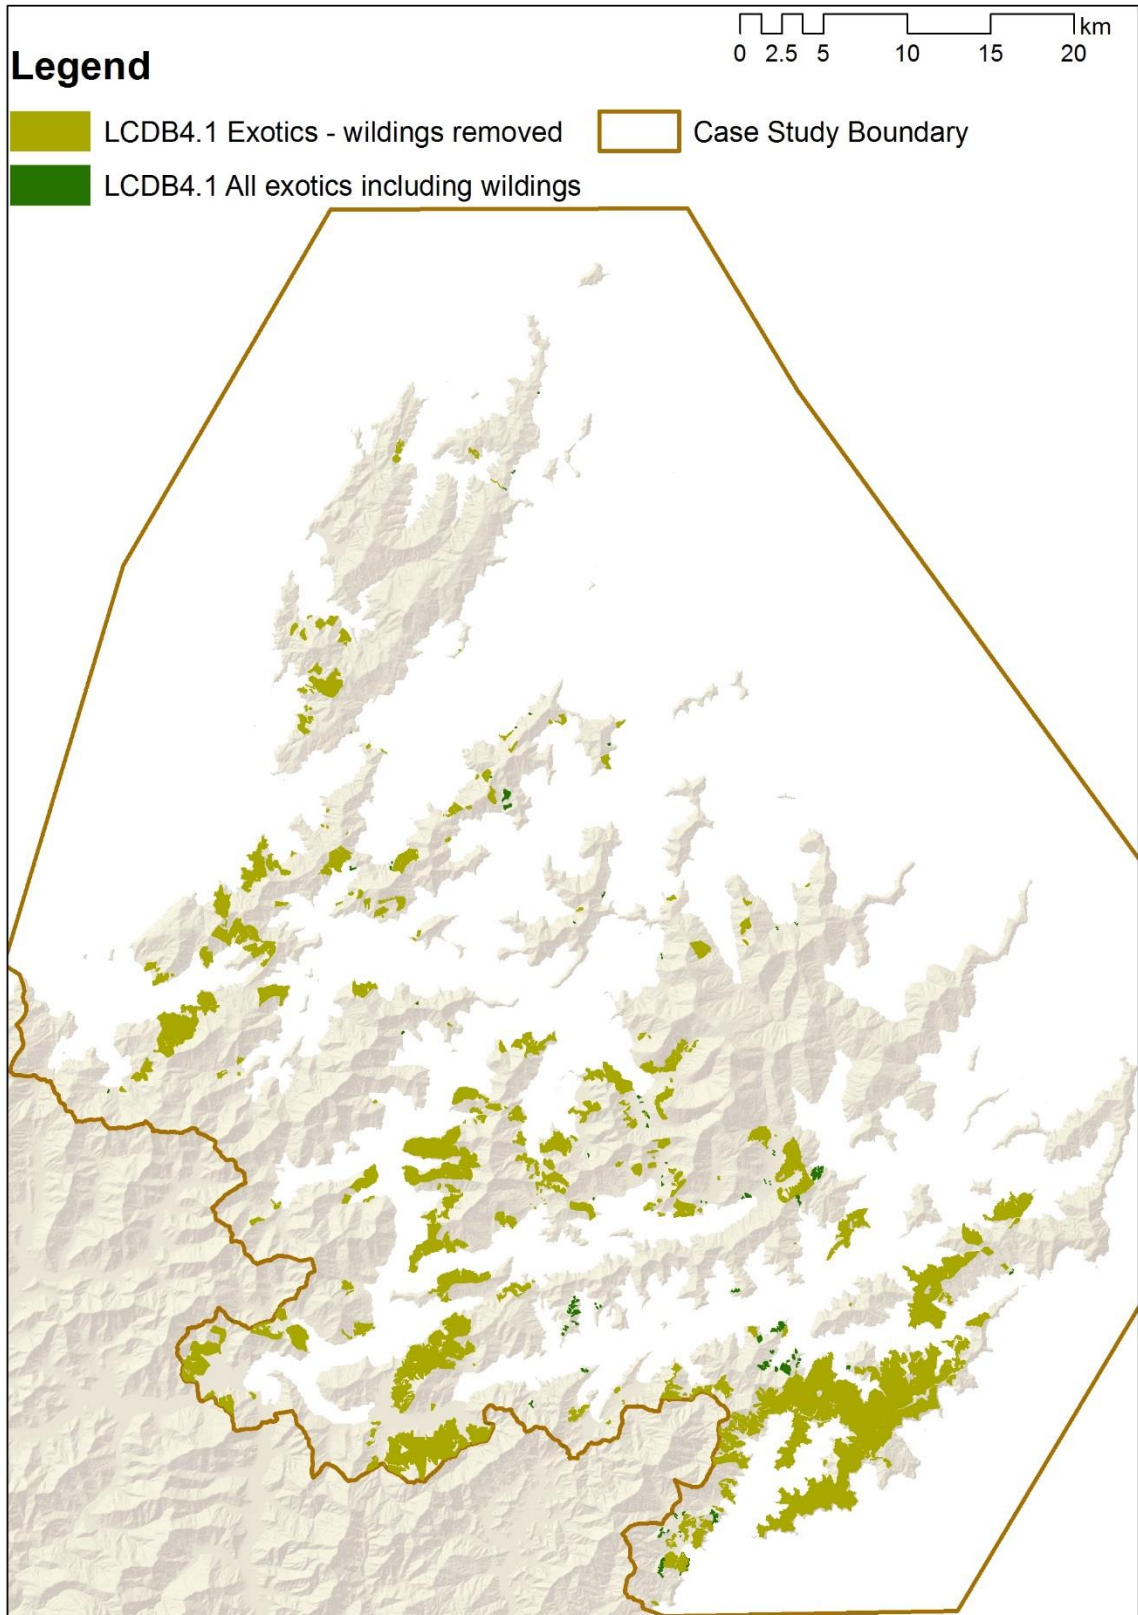 km
0 2.5 5 10 15 20
Legend
LCDB4.1 Exotics - wildings removed Case Study Boundary
LCDB4.1 All exotics including wildings